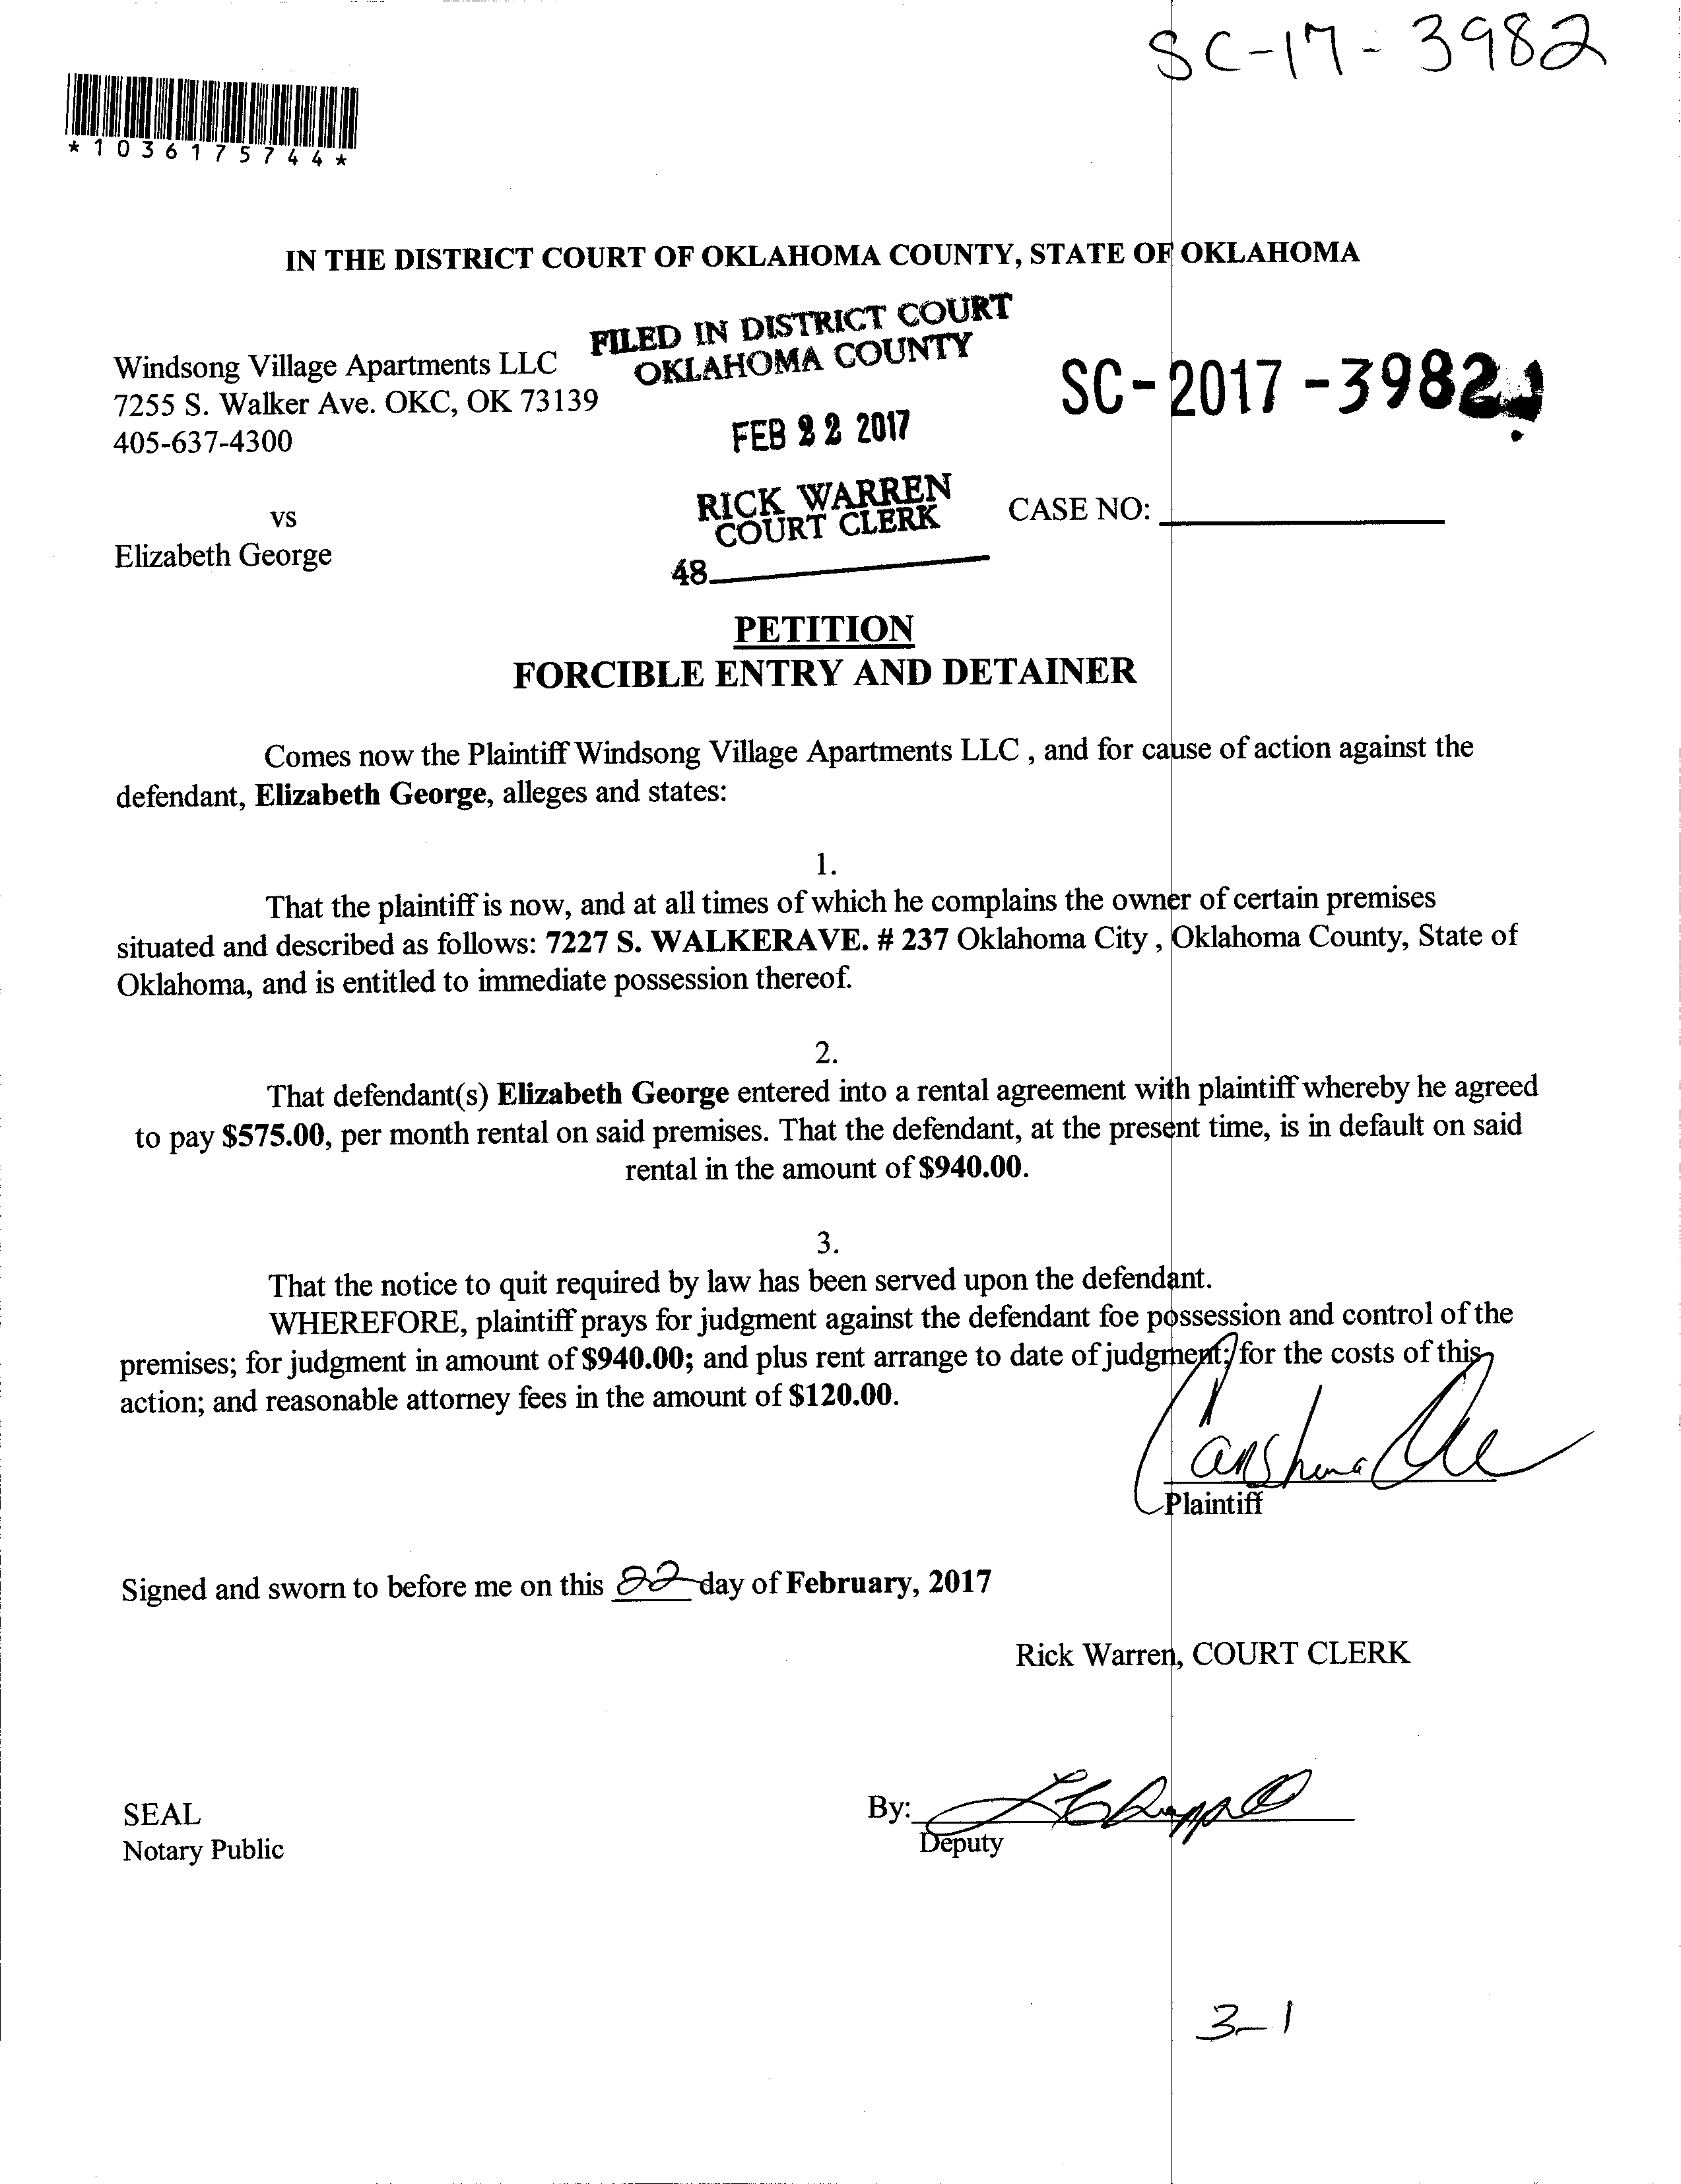 SC-17-3982
*1036175744*
IN THE DISTRICT COURT OF OKLAHOMA COUNTY, STATE OF OKLAHOMA
FILED IN DISTRICT COURT
OKLAHOMA COUNTY
Windsong Village Apartments LLC
7255 S. Walker Ave. OKC, OK 73139
405-637-4300
SC-2017-3982
FEB 22 2017
RICK WARREN
COURT CLERK
CASE NO:
vs
Elizabeth George
48
PETITION
FORCIBLE ENTRY AND DETAINER
Comes now the Plaintiff Windsong Village Apartments LLC , and for cause of action against the
defendant, Elizabeth George, alleges and states:
1.
That the plaintiff is now, and at all times of which he complains the owner of certain premises
situated and described as follows: 7227 S. WALKERAVE. # 237 Oklahoma City , Oklahoma County, State of
Oklahoma, and is entitled to immediate possession thereof.
2.
That defendant(s) Elizabeth George entered into a rental agreement with plaintiff whereby he agreed
to pay $575.00, per month rental on said premises. That the defendant, at the present time, is in default on said
rental in the amount of $940.00.
3.
That the notice to quit required by law has been served upon the defendant.
WHEREFORE, plaintiff prays for judgment against the defendant foe possession and control of the
premises; for judgment in amount of $940.00; and plus rent arrange to date of judgment; for the costs of this
action; and reasonable attorney fees in the amount of $120.00.
Plaintiff
Signed and sworn to before me on this 22 day of February, 2017
Rick Warren, COURT CLERK
SEAL
Notary Public
By:
Deputy
3-1